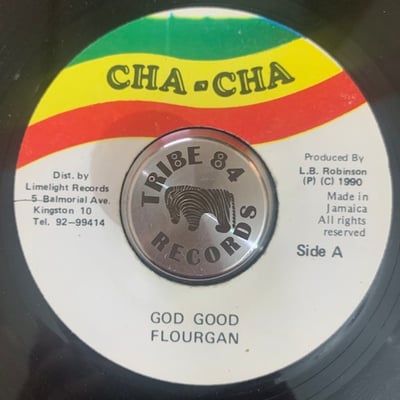 CHA-CHA
Dist. by
Limelight Records
5 Balmorial Ave.
Kingston 10
Tel. 92-99414
TRIBE 84
RECORDS
Produced By
L.B. Robinson
(P) (C) 1990
Made in
Jamaica
All rights
reserved
Side A
GOD GOOD
FLOURGAN